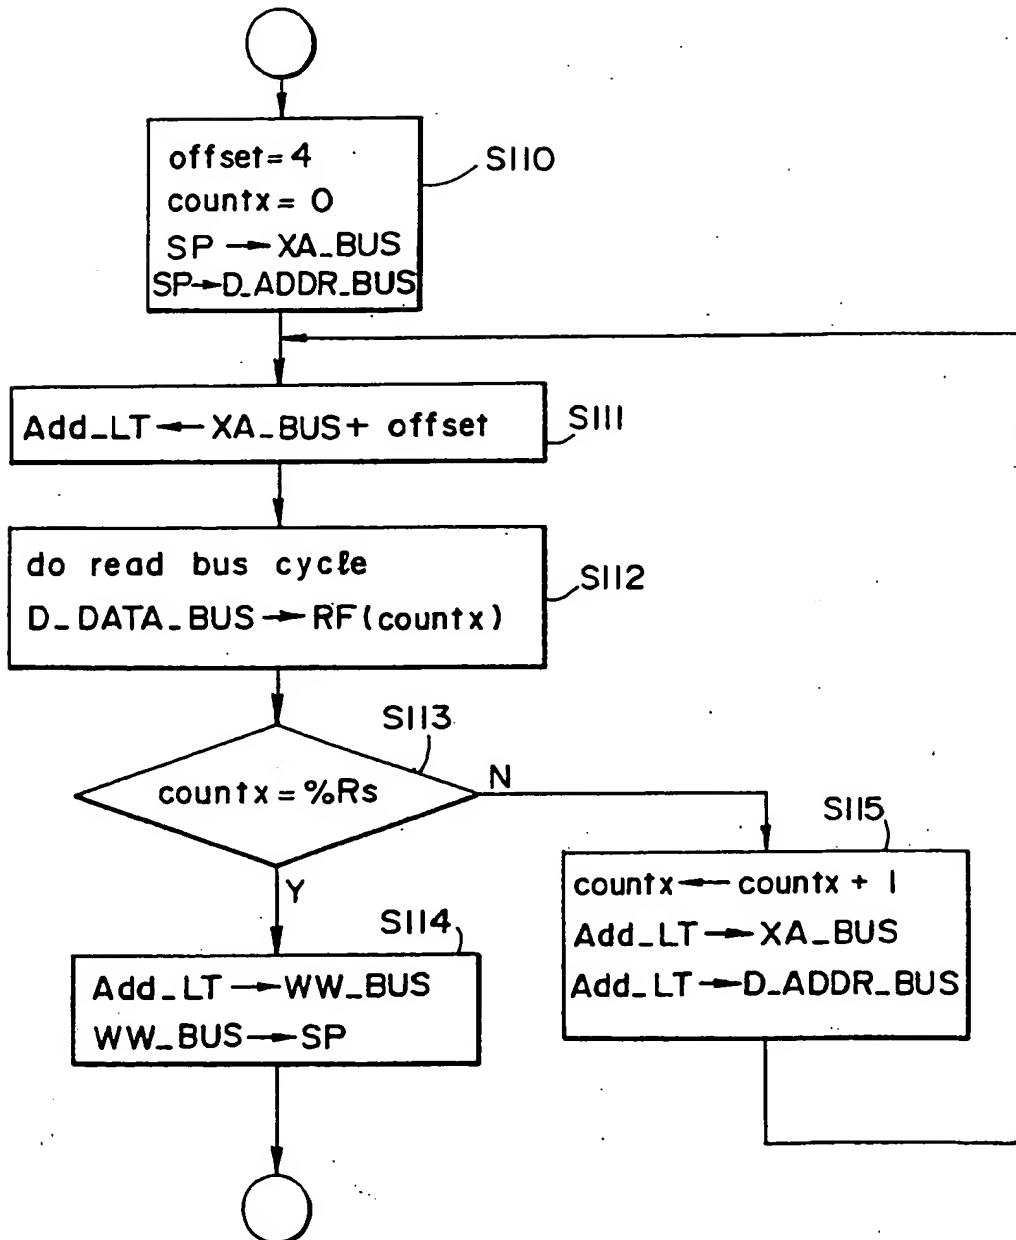 offset= 4
countx = 0
SP → XA_BUS
SP→D_ADDR_BUS
S110
Add_LT ← XA_BUS+ offset
S111
do read bus cycle
D_DATA_BUS → RF(countx)
S112
S113
countx = %Rs
N
Y
S115
countx ← countx + 1
Add_LT → XA_BUS
Add_LT → D_ADDR_BUS
S114
Add_LT → WW_BUS
WW_BUS → SP